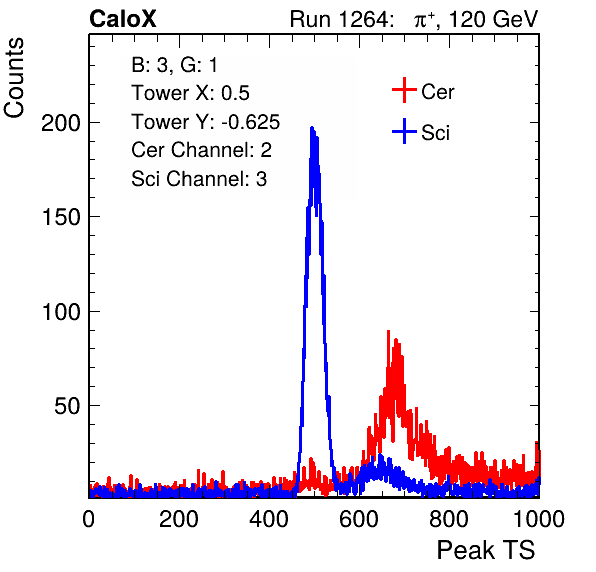 CaloX Run 1264: π⁺, 120 GeV
Counts
B: 3, G: 1
Tower X: 0.5
Tower Y: -0.625
Cer Channel: 2
Sci Channel: 3
Cer
Sci
200
150
100
50
0 200 400 600 800 1000
Peak TS